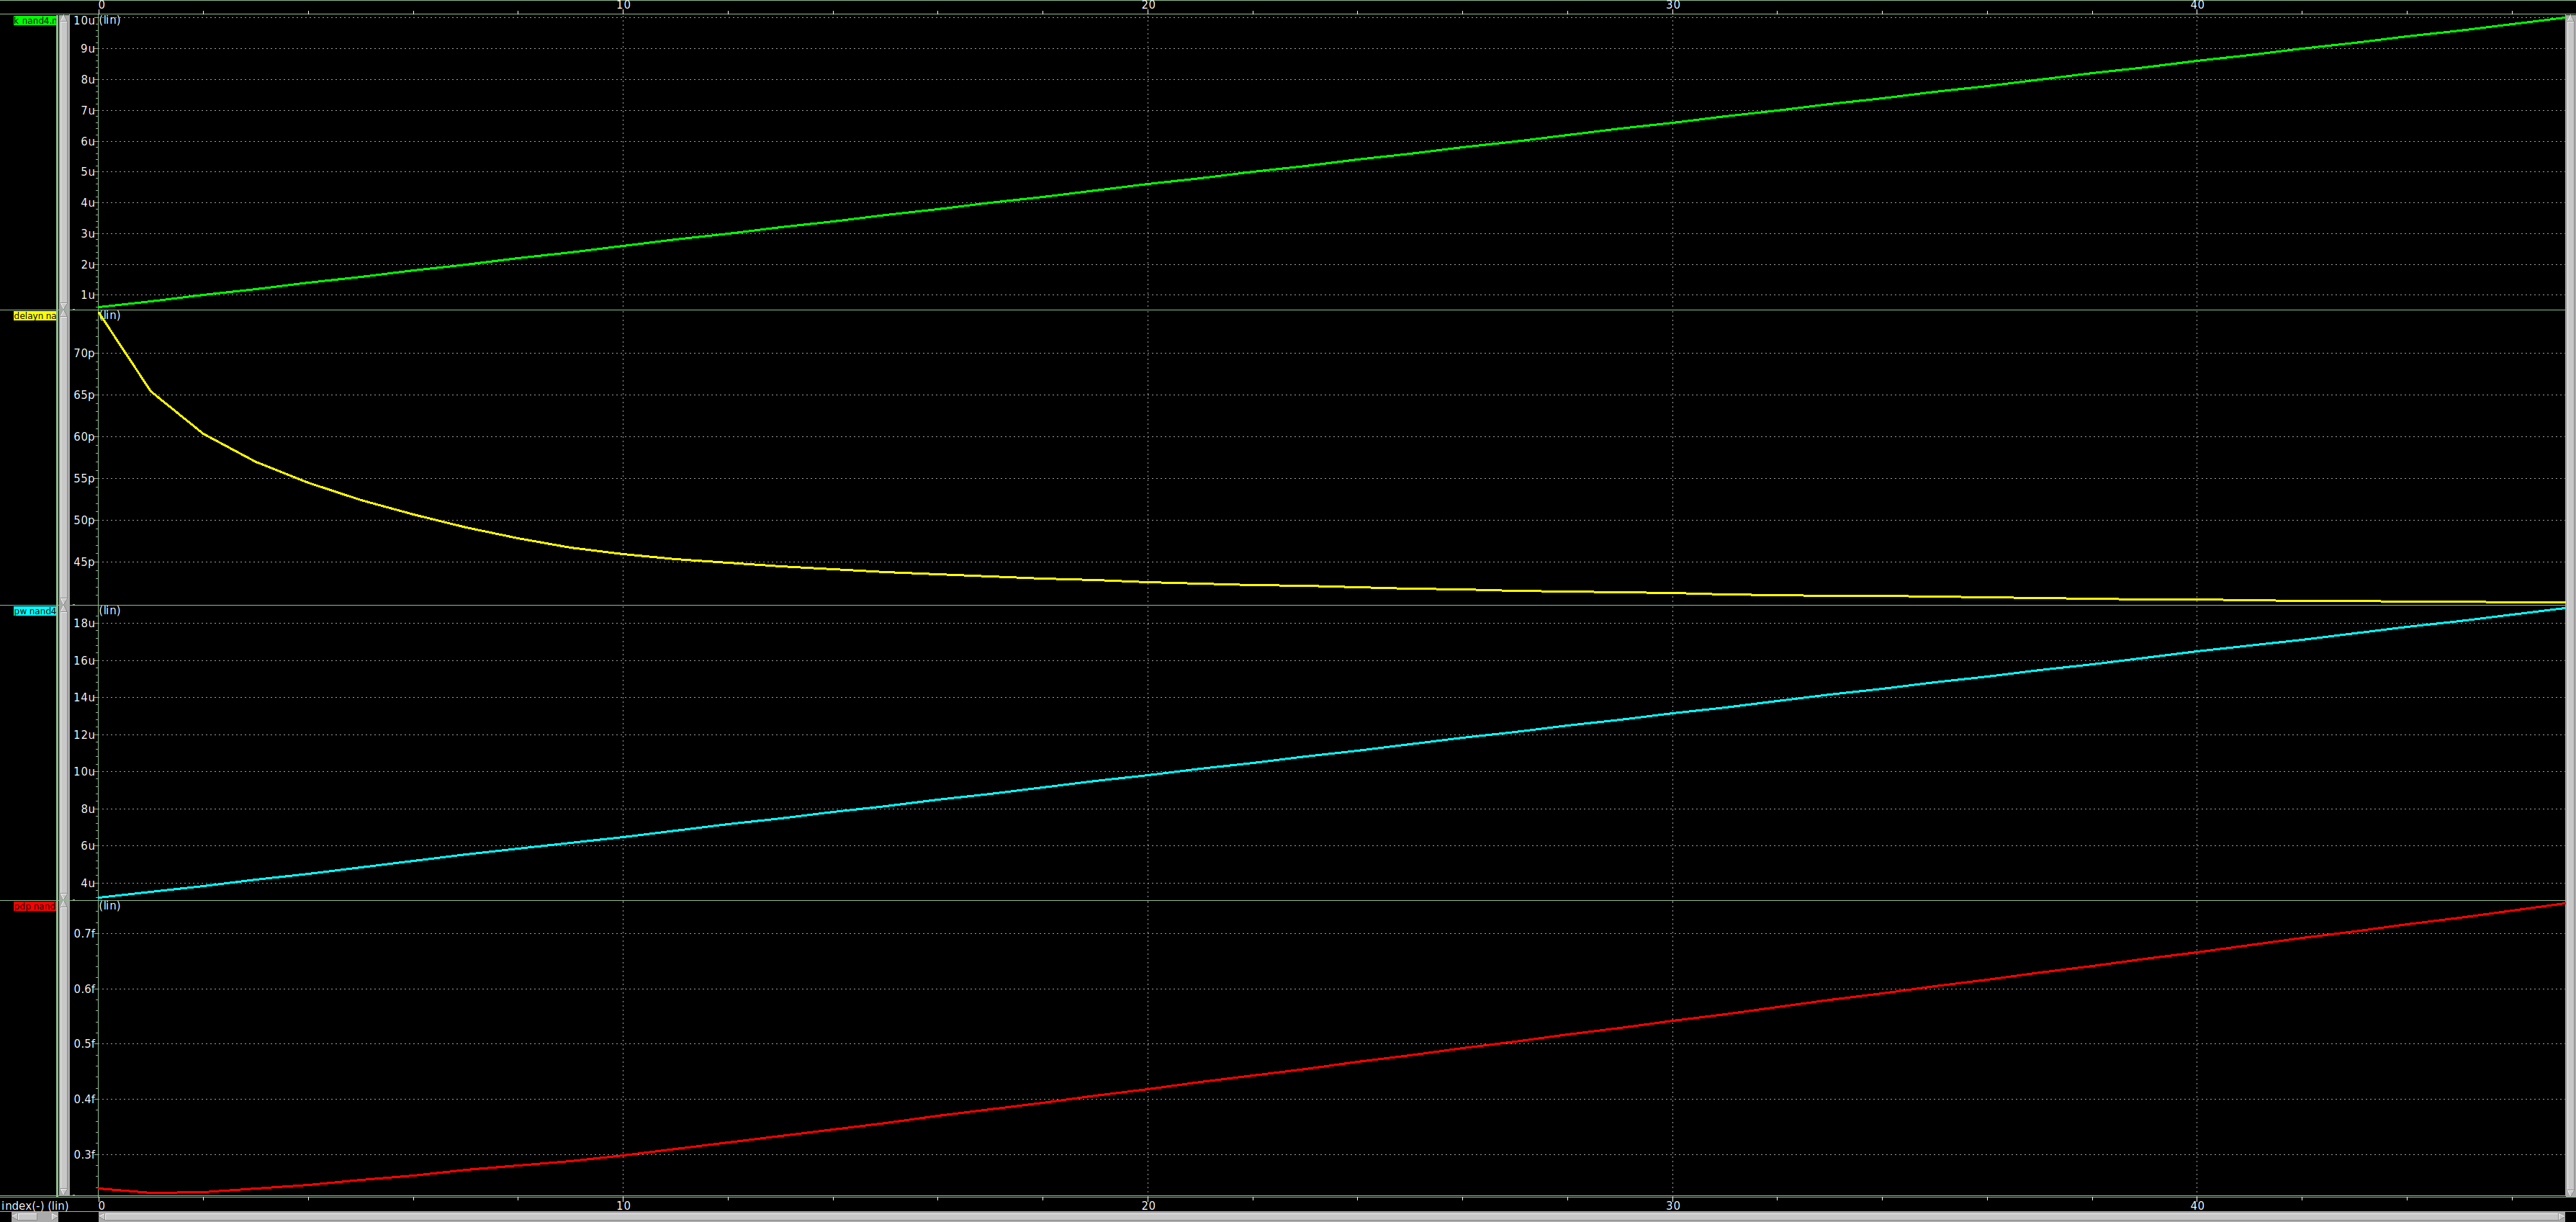 0 10 20 30 40
k nand4.r
10u (lin)
9u
8u
7u
6u
5u
4u
3u
2u
1u
delayn na
(lin)
70p
65p
60p
55p
50p
45p
pw nand4
(lin)
18u
16u
14u
12u
10u
8u
6u
4u
pdp nand
(lin)
0.7f
0.6f
0.5f
0.4f
0.3f
index(-) (lin) 0 10 20 30 40